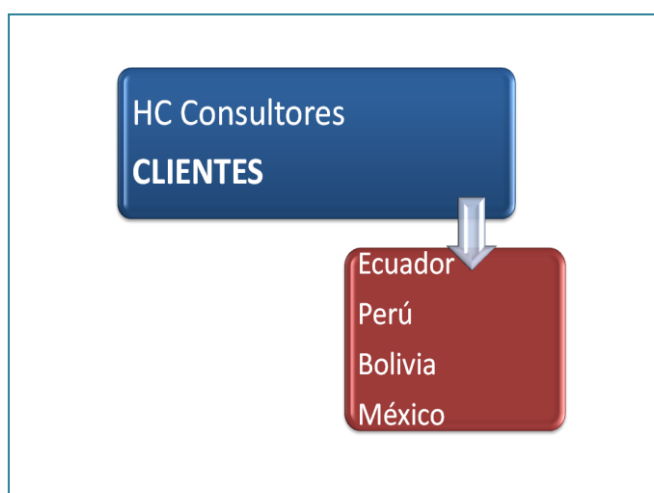 HC Consultores
CLIENTES
Ecuador
Perú
Bolivia
México